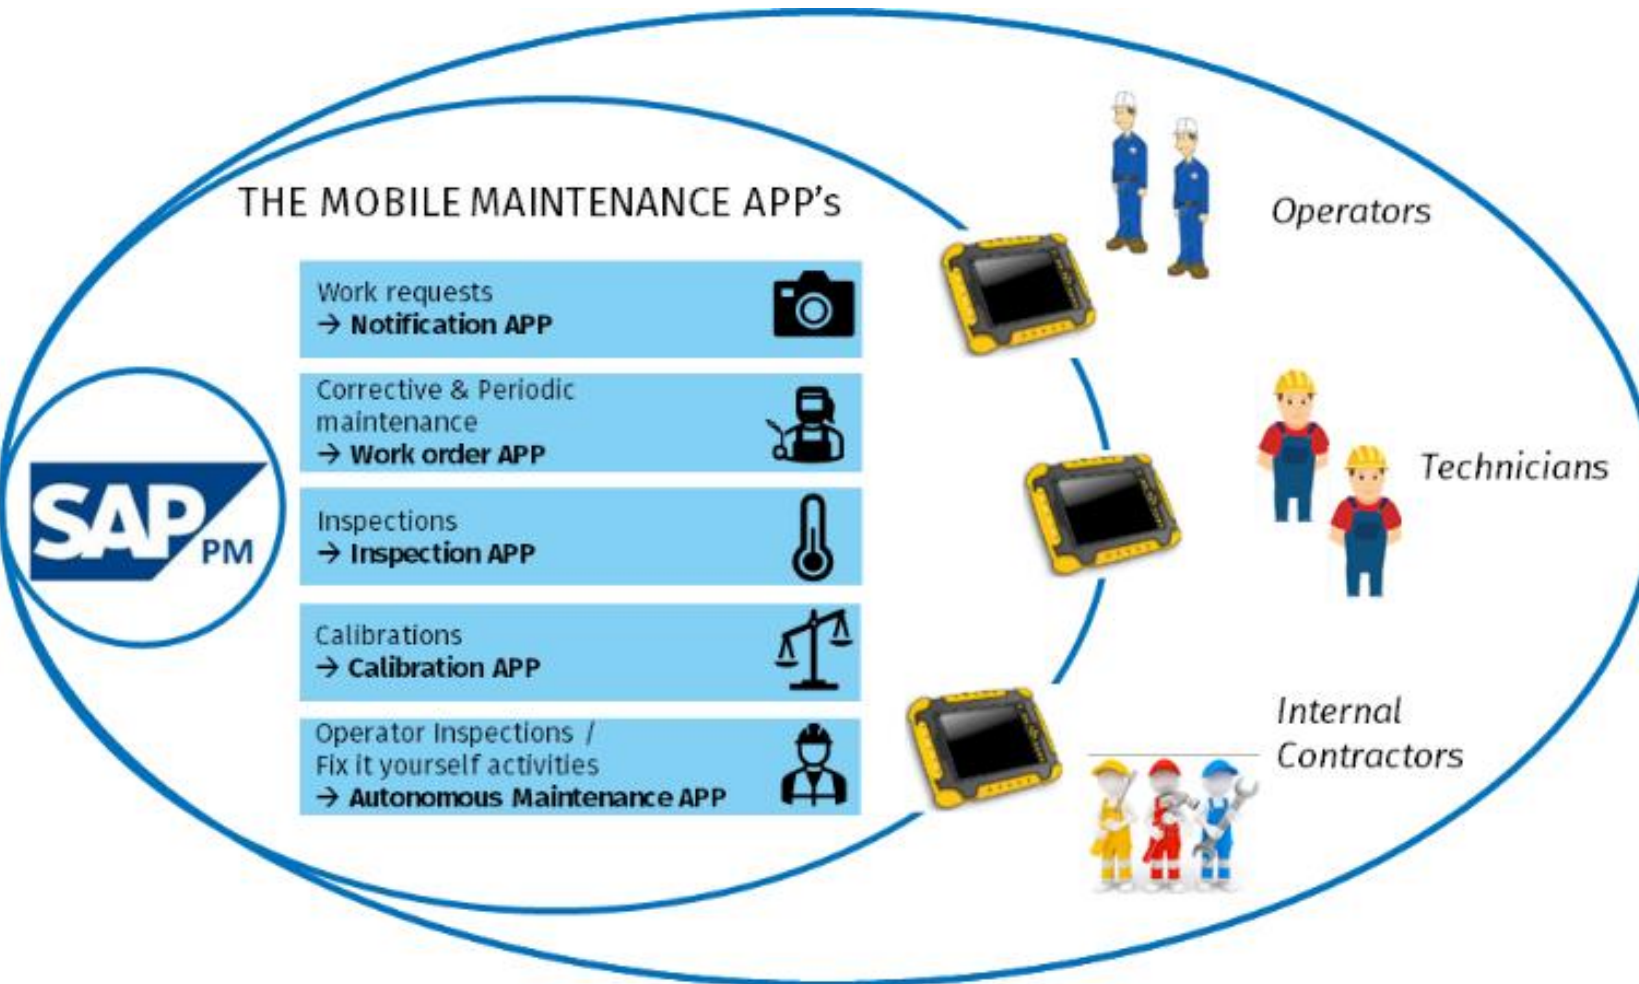 THE MOBILE MAINTENANCE APP's
Work requests
→ Notification APP
Corrective & Periodic
maintenance
→ Work order APP
Inspections
→ Inspection APP
Calibrations
→ Calibration APP
Operator Inspections /
Fix it yourself activities
→ Autonomous Maintenance APP
SAP PM
Operators
Technicians
Internal
Contractors